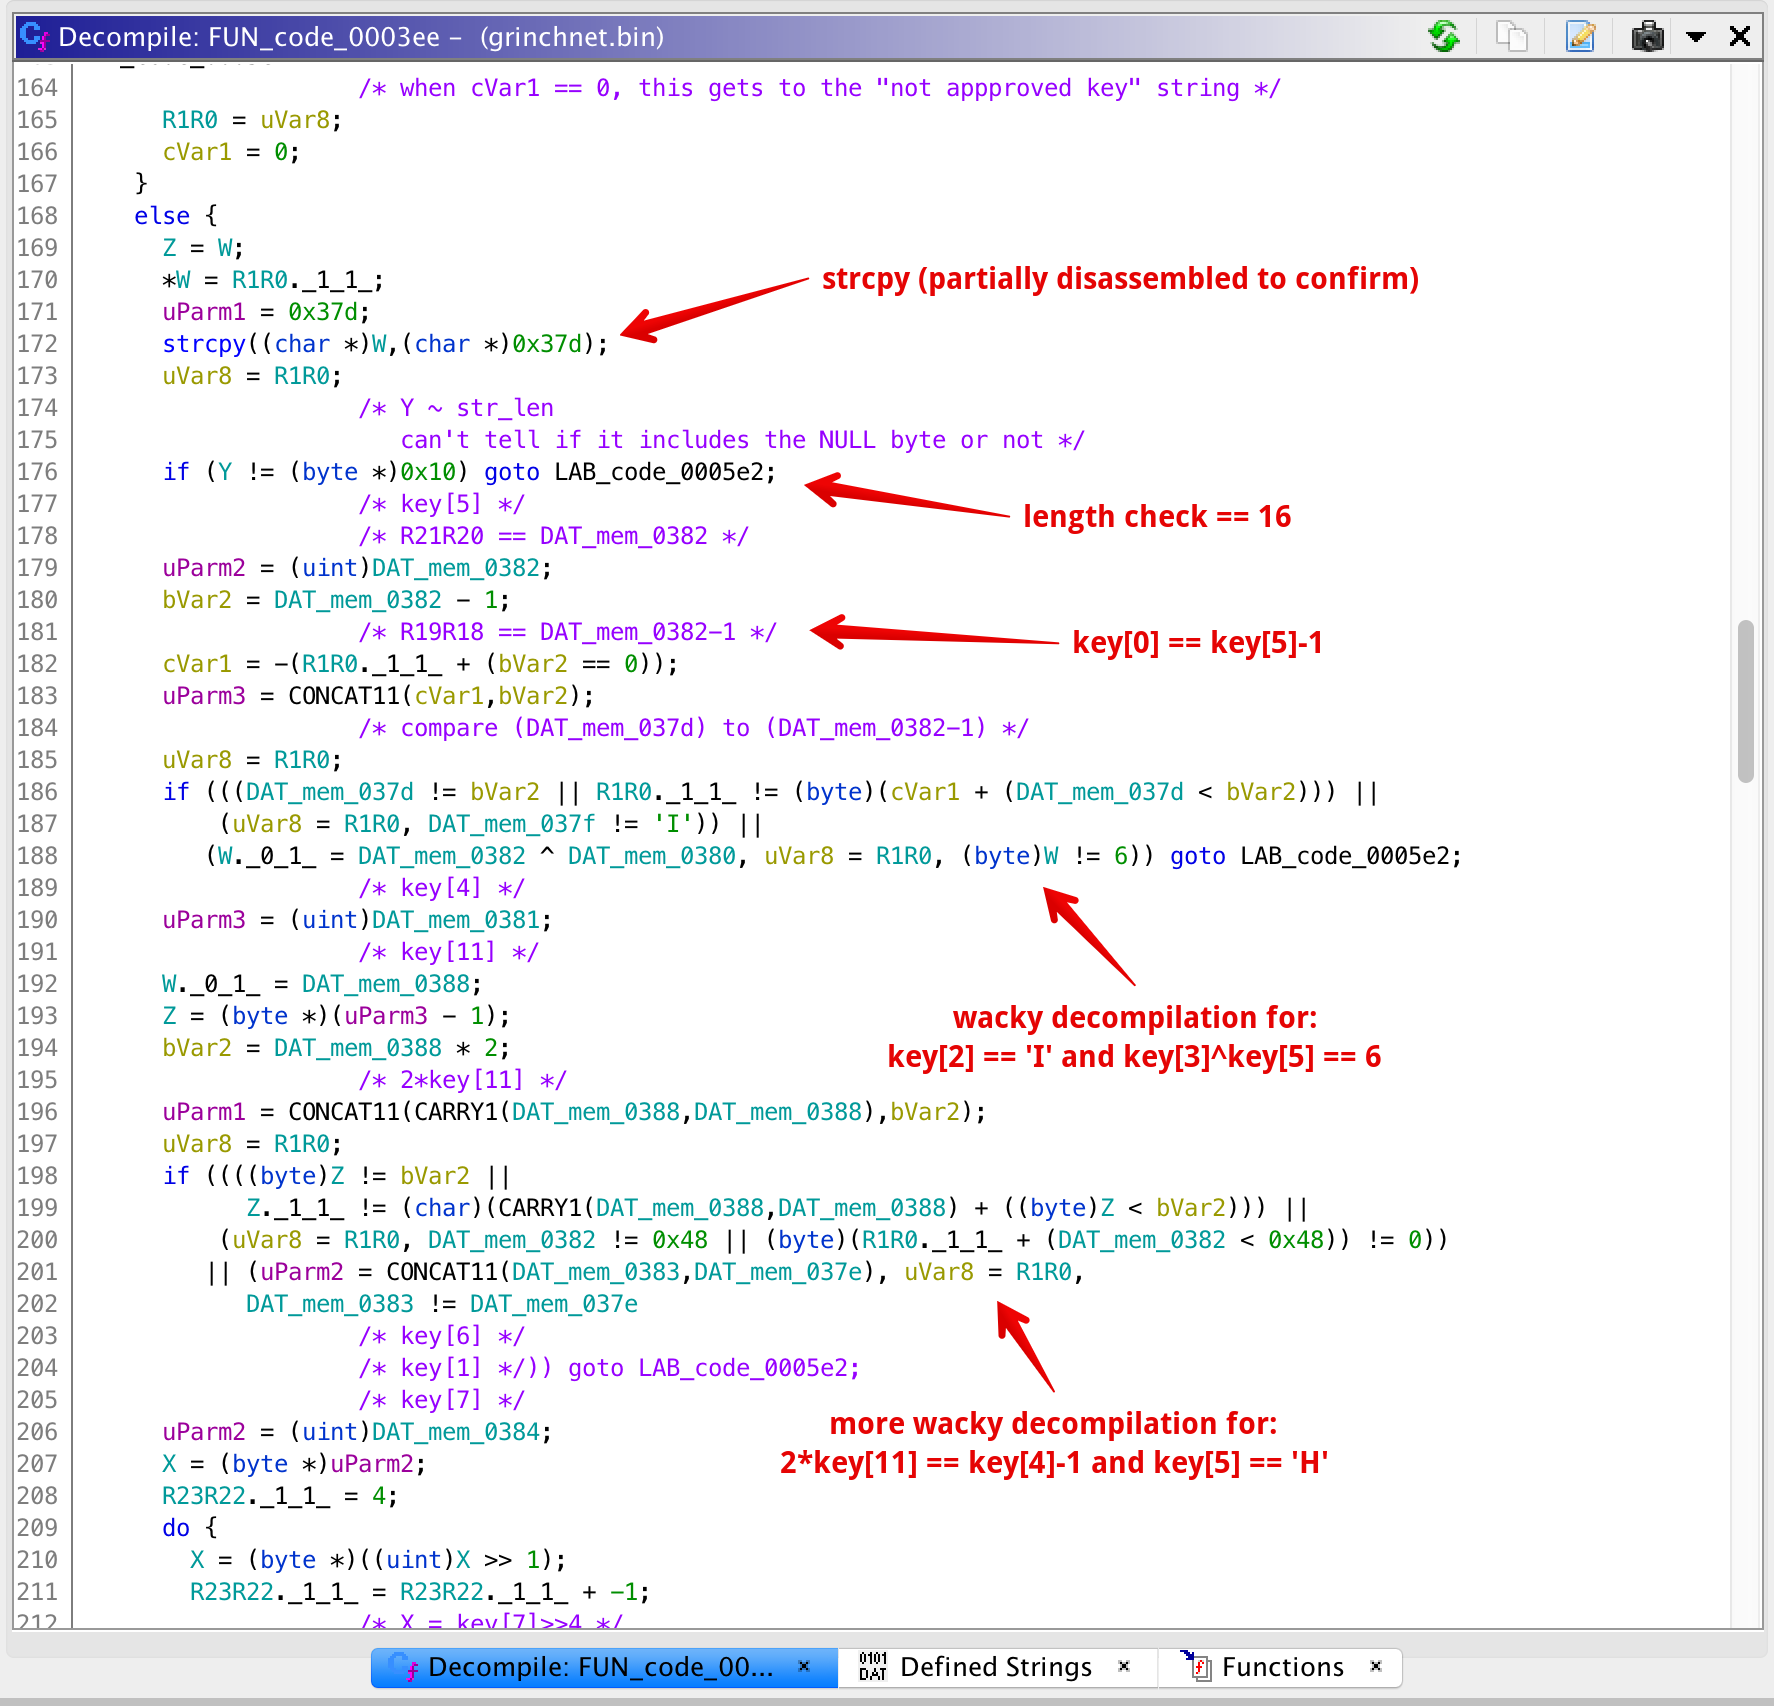 Decompile: FUN_code_0003ee – (grinchnet.bin)
164 /* when cVar1 == 0, this gets to the "not appproved key" string */
165 R1R0 = uVar8;
166 cVar1 = 0;
167 }
168 else {
169 Z = W;
170 *W = R1R0._1_1_;
171 uParm1 = 0x37d;
172 strcpy((char *)W,(char *)0x37d);
173 uVar8 = R1R0;
174 /* Y ~ str_len
175 can't tell if it includes the NULL byte or not */
176 if (Y != (byte *)0x10) goto LAB_code_0005e2;
177 /* key[5] */
178 /* R21R20 == DAT_mem_0382 */
179 uParm2 = (uint)DAT_mem_0382;
180 bVar2 = DAT_mem_0382 - 1;
181 /* R19R18 == DAT_mem_0382-1 */
182 cVar1 = -(R1R0._1_1_ + (bVar2 == 0));
183 uParm3 = CONCAT11(cVar1,bVar2);
184 /* compare (DAT_mem_037d) to (DAT_mem_0382-1) */
185 uVar8 = R1R0;
186 if (((DAT_mem_037d != bVar2 || R1R0._1_1_ != (byte)(cVar1 + (DAT_mem_037d < bVar2))) ||
187 (uVar8 = R1R0, DAT_mem_037f != 'I')) ||
188 (W._0_1_ = DAT_mem_0382 ^ DAT_mem_0380, uVar8 = R1R0, (byte)W != 6)) goto LAB_code_0005e2;
189 /* key[4] */
190 uParm3 = (uint)DAT_mem_0381;
191 /* key[11] */
192 W._0_1_ = DAT_mem_0388;
193 Z = (byte *)(uParm3 - 1);
194 bVar2 = DAT_mem_0388 * 2;
195 /* 2*key[11] */
196 uParm1 = CONCAT11(CARRY1(DAT_mem_0388,DAT_mem_0388),bVar2);
197 uVar8 = R1R0;
198 if ((((byte)Z != bVar2 ||
199 Z._1_1_ != (char)(CARRY1(DAT_mem_0388,DAT_mem_0388) + ((byte)Z < bVar2))) ||
200 (uVar8 = R1R0, DAT_mem_0382 != 0x48 || (byte)(R1R0._1_1_ + (DAT_mem_0382 < 0x48)) != 0))
201 || (uParm2 = CONCAT11(DAT_mem_0383,DAT_mem_037e), uVar8 = R1R0,
202 DAT_mem_0383 != DAT_mem_037e
203 /* key[6] */
204 /* key[1] */)) goto LAB_code_0005e2;
205 /* key[7] */
206 uParm2 = (uint)DAT_mem_0384;
207 X = (byte *)uParm2;
208 R23R22._1_1_ = 4;
209 do {
210 X = (byte *)((uint)X >> 1);
211 R23R22._1_1_ = R23R22._1_1_ + -1;
212 /* X = key[7]>>4 */
strcpy (partially disassembled to confirm)
length check == 16
key[0] == key[5]-1
wacky decompilation for:
key[2] == 'I' and key[3]^key[5] == 6
more wacky decompilation for:
2*key[11] == key[4]-1 and key[5] == 'H'
Decompile: FUN_code_00...
0101
DAT
Defined Strings
Functions